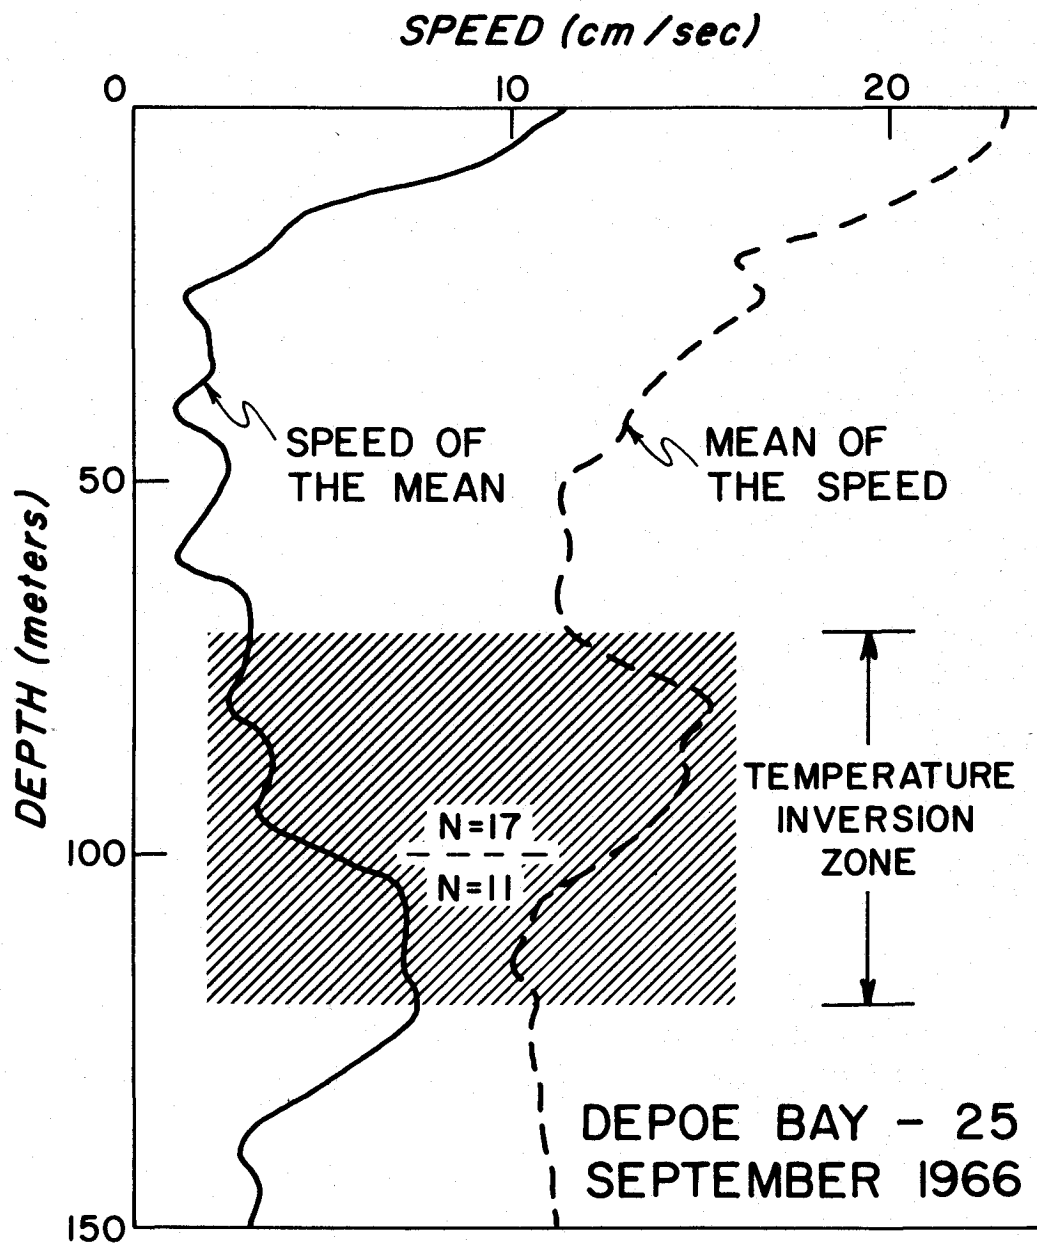 SPEED (cm/sec)
0 10 20
SPEED OF
THE MEAN
MEAN OF
THE SPEED
50
DEPTH (meters)
TEMPERATURE
INVERSION
ZONE
N=17
100
N=11
DEPOE BAY - 25
SEPTEMBER 1966
150